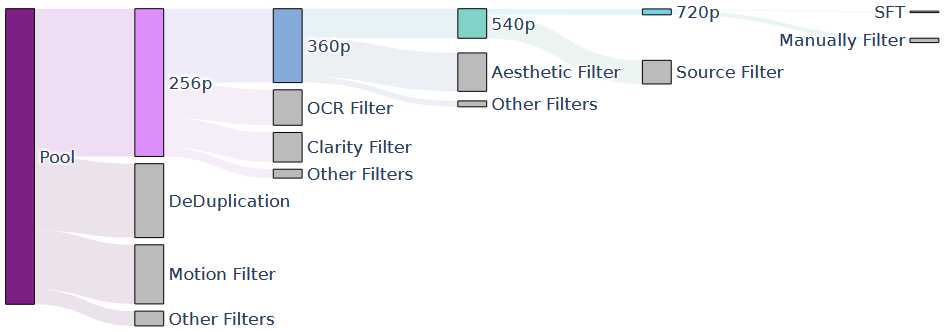 Pool
256p
DeDuplication
Motion Filter
Other Filters
360p
OCR Filter
Clarity Filter
Other Filters
540p
Aesthetic Filter
Other Filters
720p
Source Filter
SFT
Manually Filter